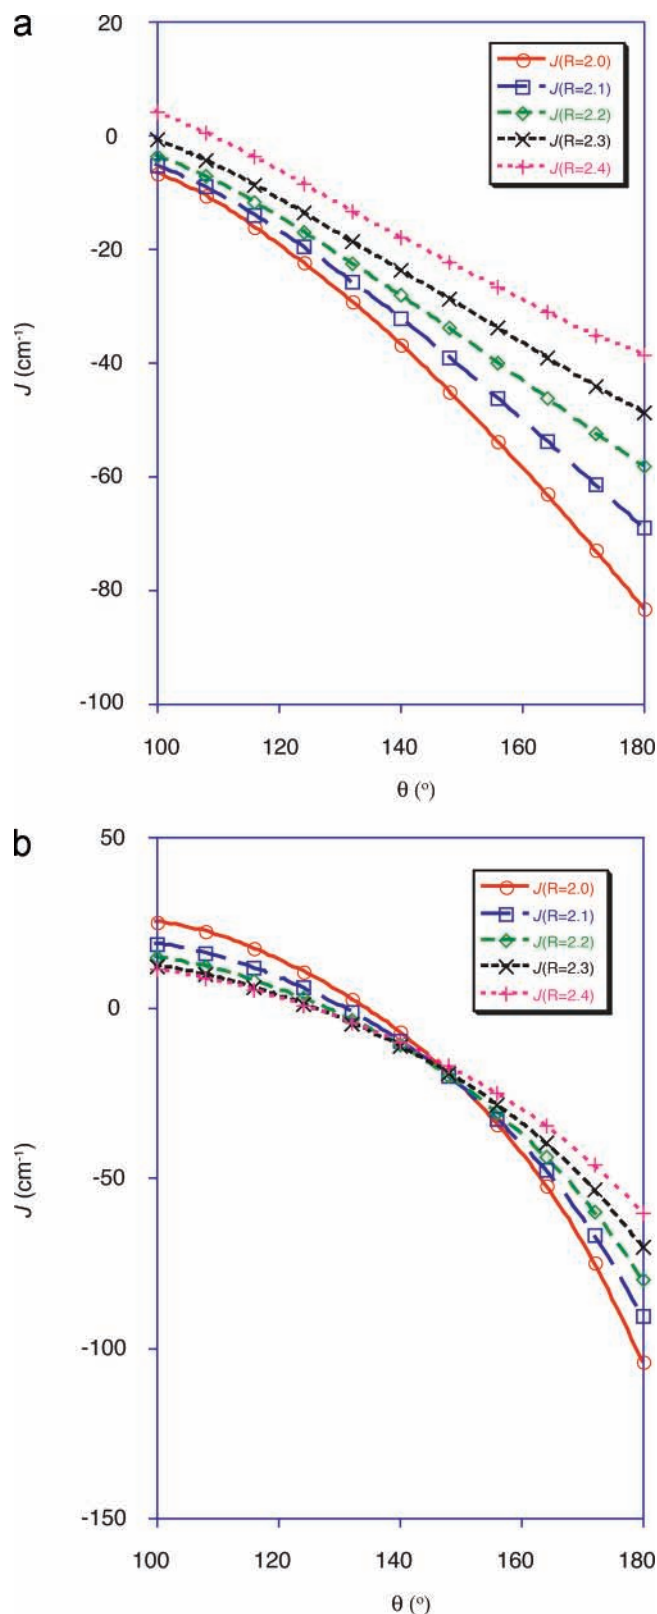 a
20
0
-20
-40
-60
-80
-100
J (cm⁻¹)
J(R=2.0)
J(R=2.1)
J(R=2.2)
J(R=2.3)
J(R=2.4)
100 120 140 160 180
θ (º)
b
50
0
-50
-100
-150
J (cm⁻¹)
J(R=2.0)
J(R=2.1)
J(R=2.2)
J(R=2.3)
J(R=2.4)
100 120 140 160 180
θ (º)